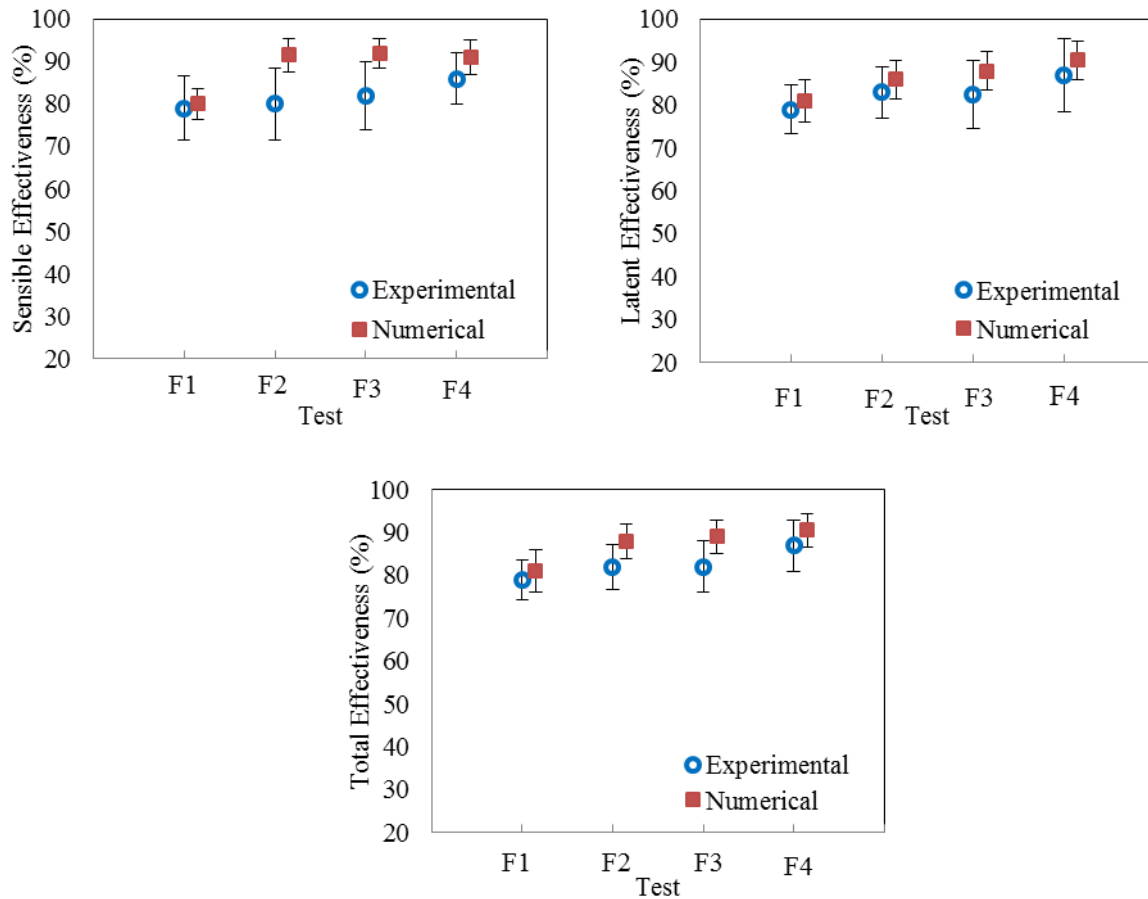 Sensible Effectiveness (%)
100
90
80
70
60
50
40
30
20
Experimental
Numerical
F1 F2 F3 F4
Test
Latent Effectiveness (%)
100
90
80
70
60
50
40
30
20
Experimental
Numerical
F1 F2 F3 F4
Test
Total Effectiveness (%)
100
90
80
70
60
50
40
30
20
Experimental
Numerical
F1 F2 F3 F4
Test